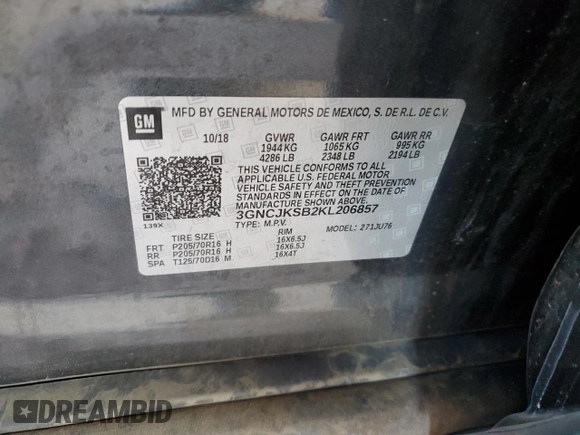 GM
MFD BY GENERAL MOTORS DE MEXICO, S. DE R.L. DE C.V.
10/18 GVWR GAWR FRT GAWR RR
1944 KG 1065 KG 995 KG
4286 LB 2348 LB 2194 LB
THIS VEHICLE CONFORMS TO ALL
APPLICABLE U.S. FEDERAL MOTOR
VEHICLE SAFETY AND THEFT PREVENTION
STANDARDS IN EFFECT ON THE DATE OF
MANUFACTURE SHOWN ABOVE.
3GNCJKSB2KL206857
139X TYPE: M.P.V. MODEL: 271JU76
TIRE SIZE RIM
FRT P205/70R16 H 16X6.5J
RR P205/70R16 H 16X6.5J
SPA T125/70D16 M 16X4T
DREAMBID